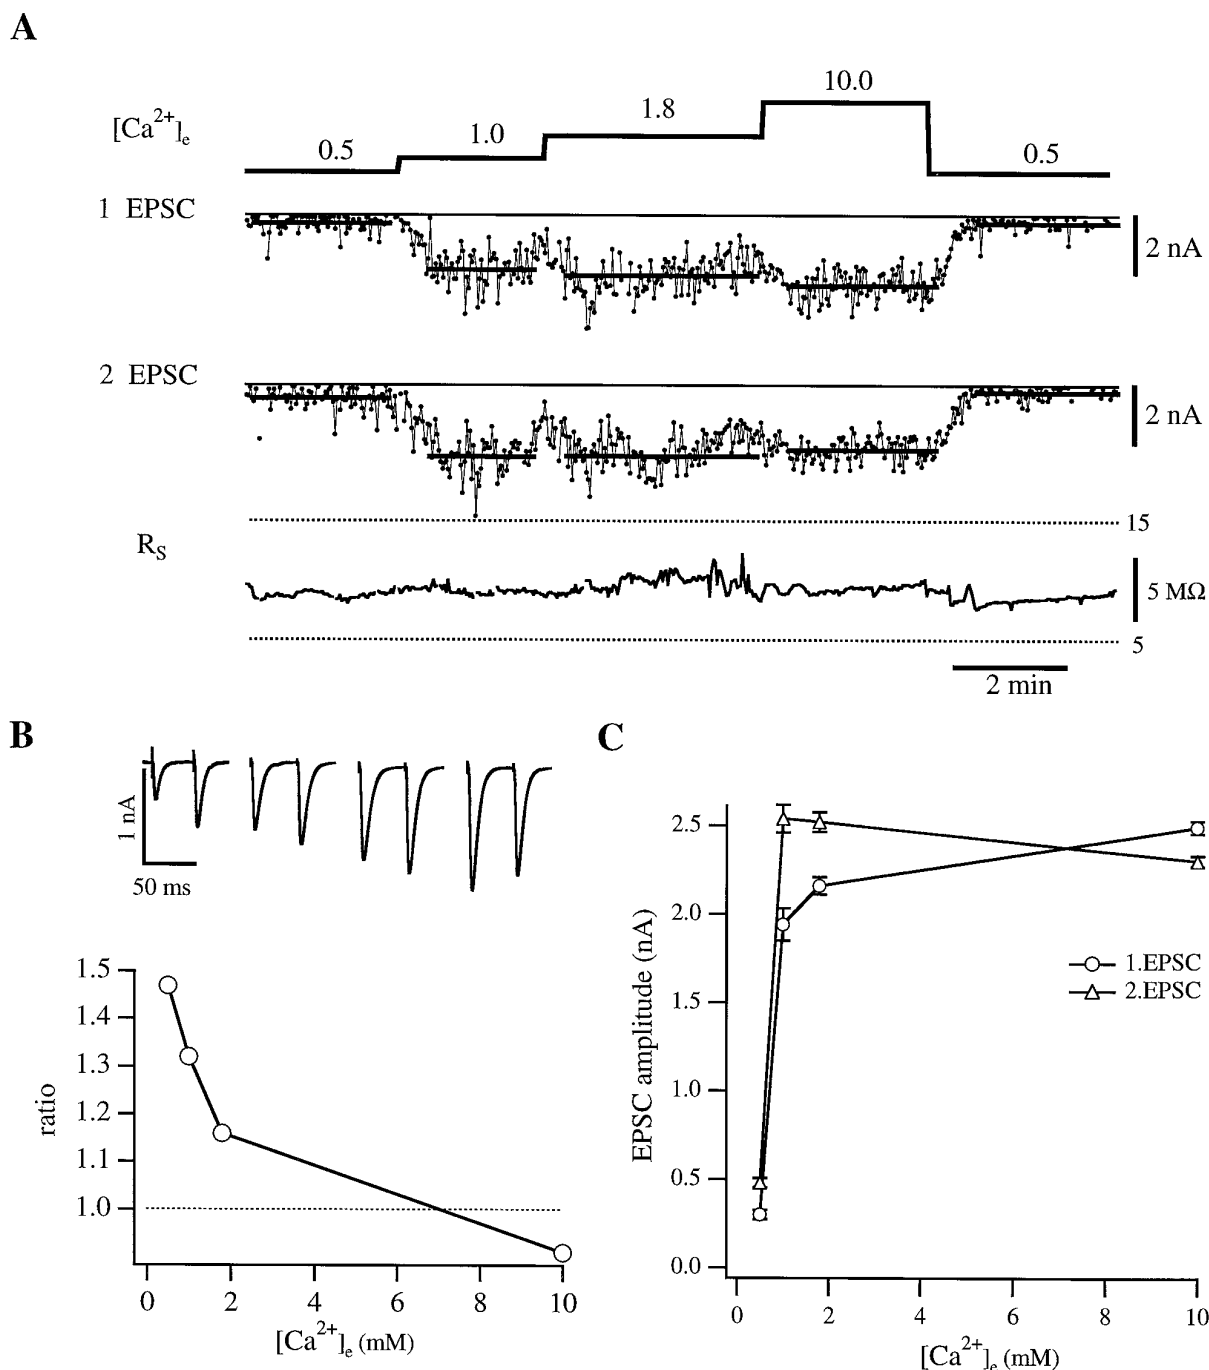 A
10.0
1.8
[Ca2+]e
1.0
0.5
0.5
1 EPSC
2 nA
2 EPSC
2 nA
15
RS
5 MΩ
5
2 min
B
C
1 nA
50 ms
1.5
1.4
1.3
1.2
1.1
1.0
ratio
0 2 4 6 8 10
[Ca2+]e (mM)
2.5
2.0
1.5
1.0
0.5
0.0
EPSC amplitude (nA)
1.EPSC
2.EPSC
0 2 4 6 8 10
[Ca2+]e (mM)